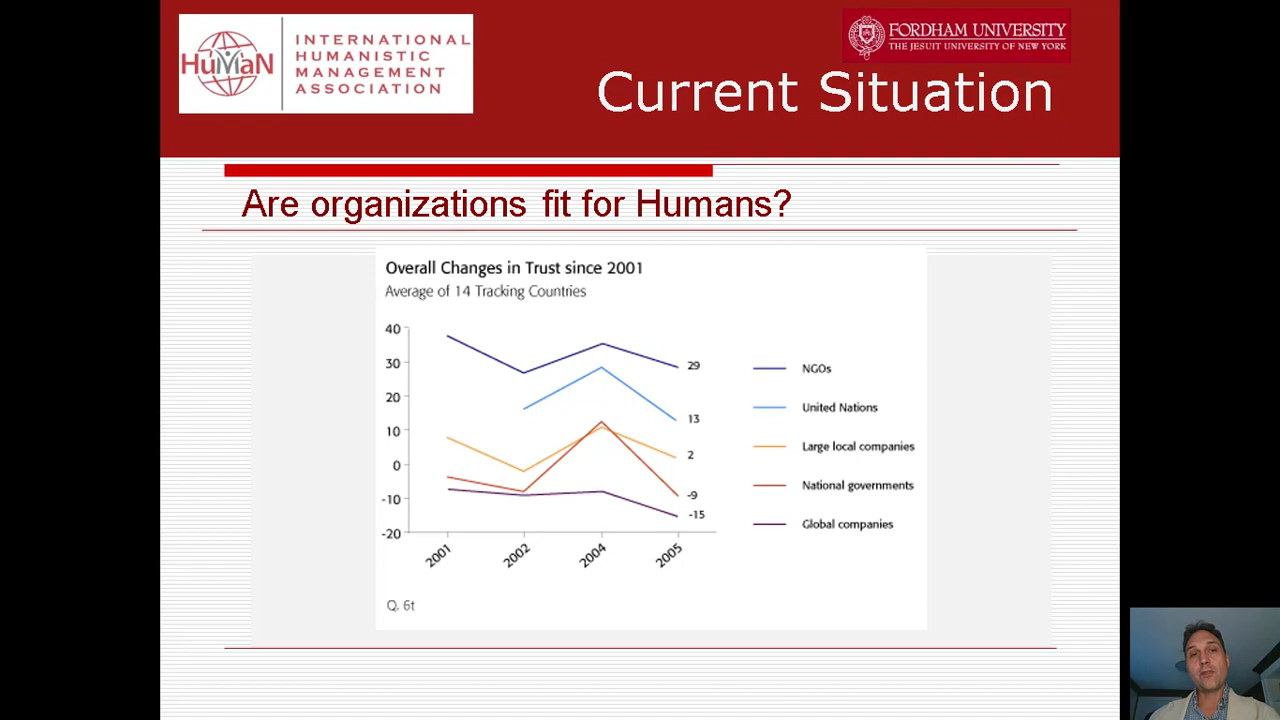 HuMaN
INTERNATIONAL
HUMANISTIC
MANAGEMENT
ASSOCIATION
FORDHAM UNIVERSITY
THE JESUIT UNIVERSITY OF NEW YORK
Current Situation
Are organizations fit for Humans?
Overall Changes in Trust since 2001
Average of 14 Tracking Countries
40
30
20
10
0
-10
-20
2001
2002
2004
2005
29
13
2
-9
-15
NGOs
United Nations
Large local companies
National governments
Global companies
Q. 6t